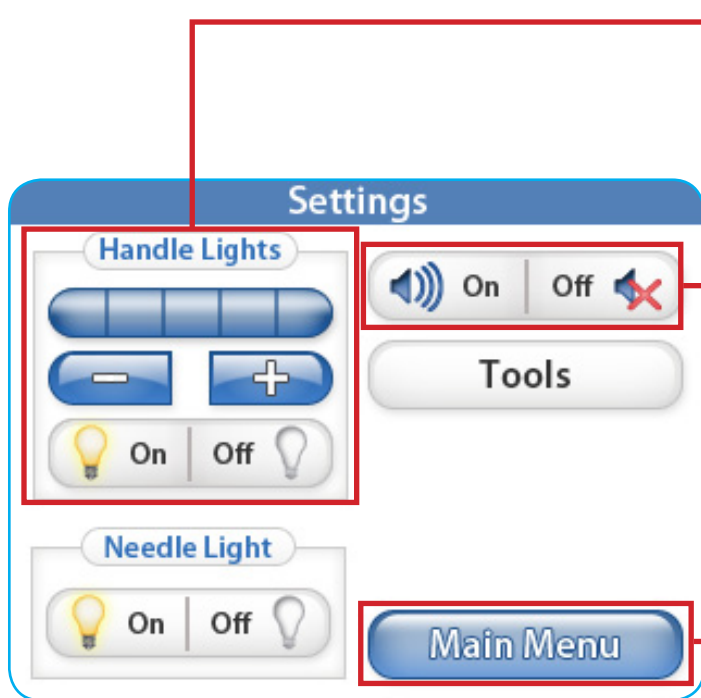 Settings
Handle Lights
On Off
Tools
− +
On Off
Needle Light
On Off
Main Menu